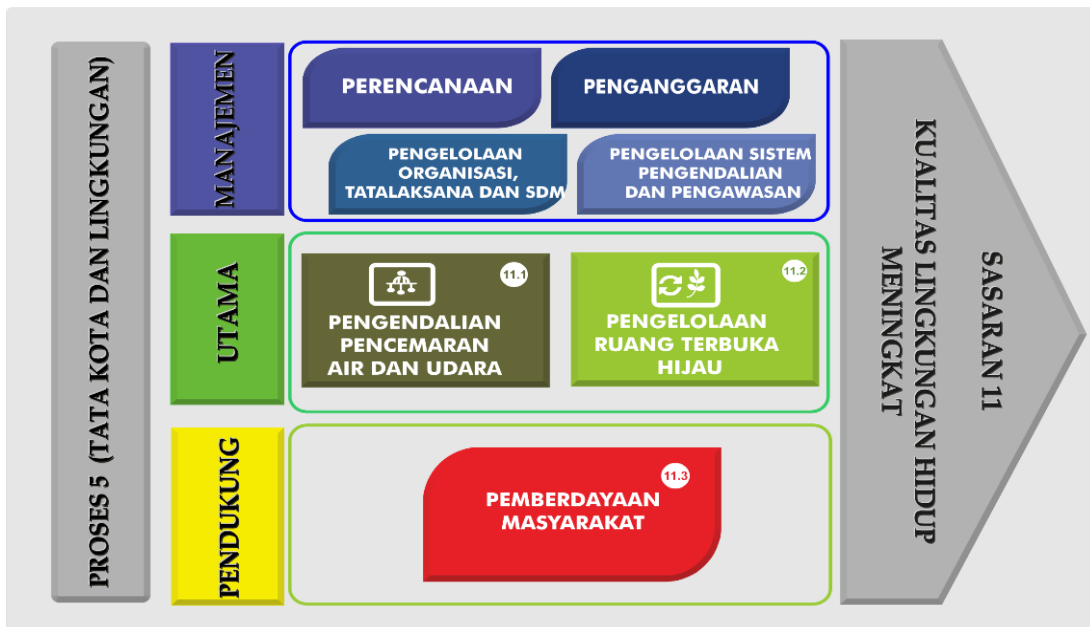 PROSES 5 (TATA KOTA DAN LINGKUNGAN)
MANAJEMEN
PERENCANAAN
PENGANGGARAN
PENGELOLAAN
ORGANISASI,
TATALAKSANA DAN SDM
PENGELOLAAN SISTEM
PENGENDALIAN
DAN PENGAWASAN
UTAMA
11.1
PENGENDALIAN
PENCEMARAN
AIR DAN UDARA
11.2
PENGELOLAAN
RUANG TERBUKA
HIJAU
PENDUKUNG
11.3
PEMBERDAYAAN
MASYARAKAT
SASARAN 11
KUALITAS LINGKUNGAN HIDUP
MENINGKAT